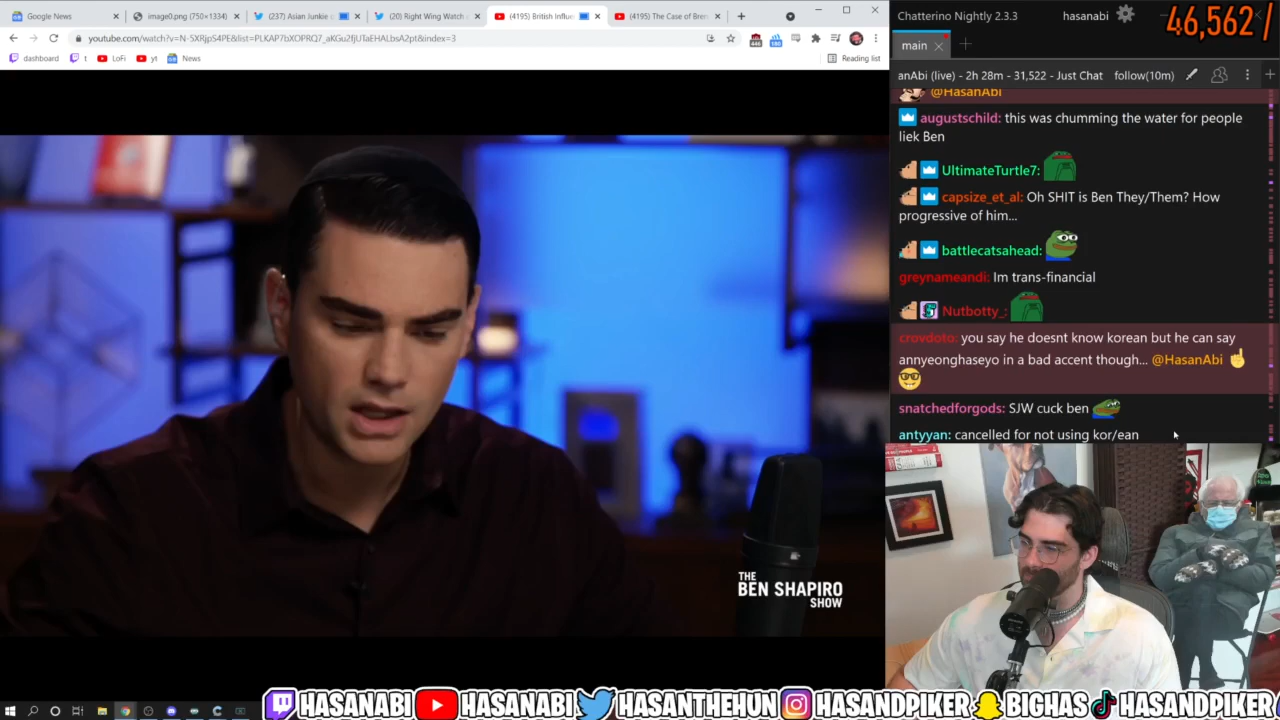 Google News
image0.png (750×1334)
(237) Asian Junkie o
(20) Right Wing Watch
(4195) British Influe
(4195) The Case of Bren
youtube.com/watch?v=N-5XRjpS4PE&list=PLKAP7bXOPRQ7_aKGu2fjUTaEHALbsA2pt&index=3
dashboard
t
LoFi
yt
News
Reading list
THE
BEN SHAPIRO
SHOW
Chatterino Nightly 2.3.3
hasanabi
46,562 /
main
anAbi (live) - 2h 28m - 31,522 - Just Chat
follow(10m)
@HasanAbi
augustschild: this was chumming the water for people
liek Ben
UltimateTurtle7:
capsize_et_al: Oh SHIT is Ben They/Them? How
progressive of him...
battlecatsahead:
greynameandi: Im trans-financial
Nutbotty_:
crovdoto: you say he doesnt know korean but he can say
annyeonghaseyo in a bad accent though... @HasanAbi
snatchedforgods: SJW cuck ben
antyyan: cancelled for not using kor/ean
HASANABI
HASANABI
HASANTHEHUN
HASANDPIKER
BIGHAS
HASANDPIKER